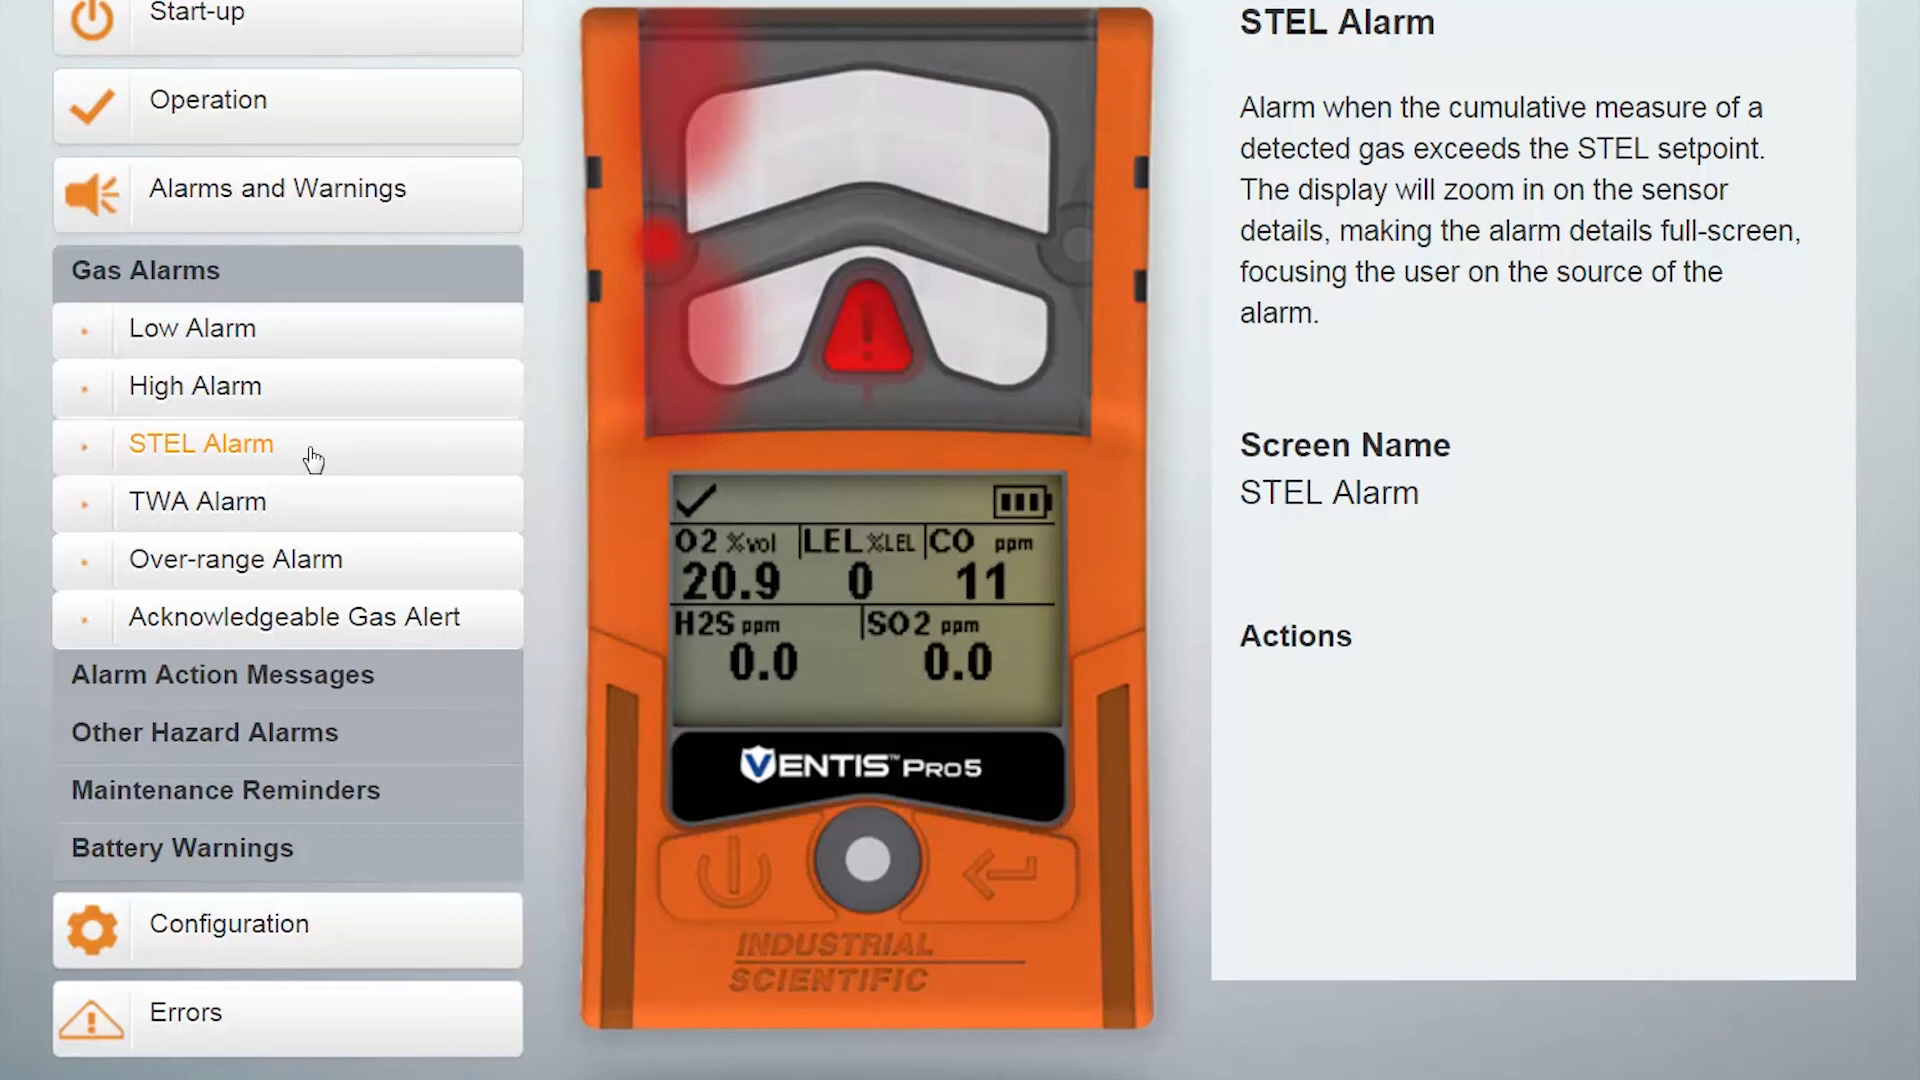 Start-up
Operation
Alarms and Warnings
Gas Alarms
Low Alarm
High Alarm
STEL Alarm
TWA Alarm
Over-range Alarm
Acknowledgeable Gas Alert
Alarm Action Messages
Other Hazard Alarms
Maintenance Reminders
Battery Warnings
Configuration
Errors
O2 %vol LEL %LEL CO ppm
20.9 0 11
H2S ppm SO2 ppm
0.0 0.0
VENTIS™ PRO5
INDUSTRIAL
SCIENTIFIC
STEL Alarm
Alarm when the cumulative measure of a
detected gas exceeds the STEL setpoint.
The display will zoom in on the sensor
details, making the alarm details full-screen,
focusing the user on the source of the
alarm.
Screen Name
STEL Alarm
Actions